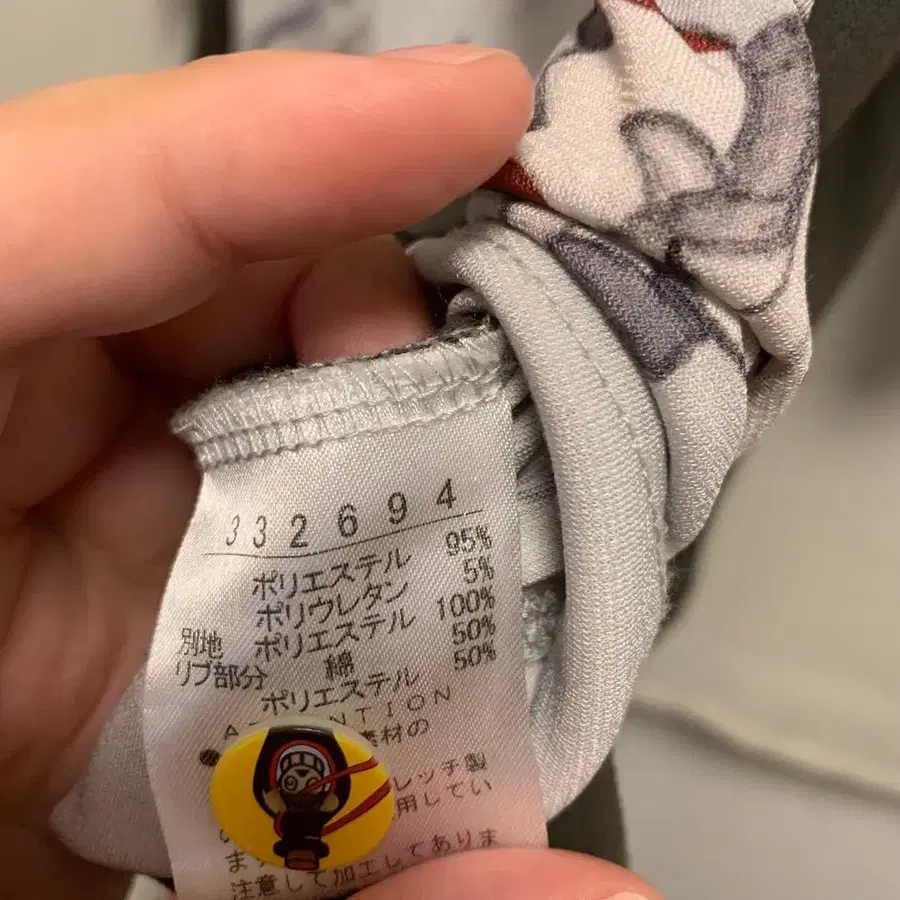 332694
ポリエステル 95%
ポリウレタン 5%
別地 ポリエステル 100%
リブ部分 綿 50%
ポリエステル 50%
素材の
レッチ製
用してい
ありま
注意して加工してありま